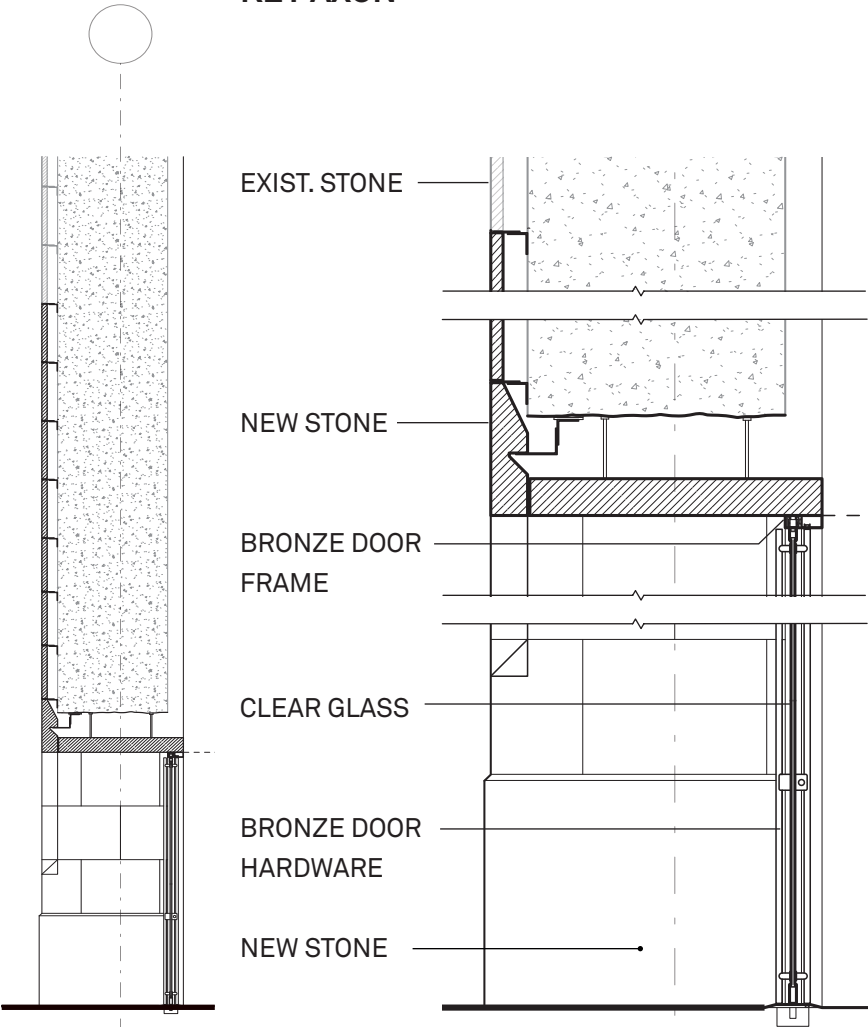 KEY AXON
EXIST. STONE
NEW STONE
BRONZE DOOR
FRAME
CLEAR GLASS
BRONZE DOOR
HARDWARE
NEW STONE